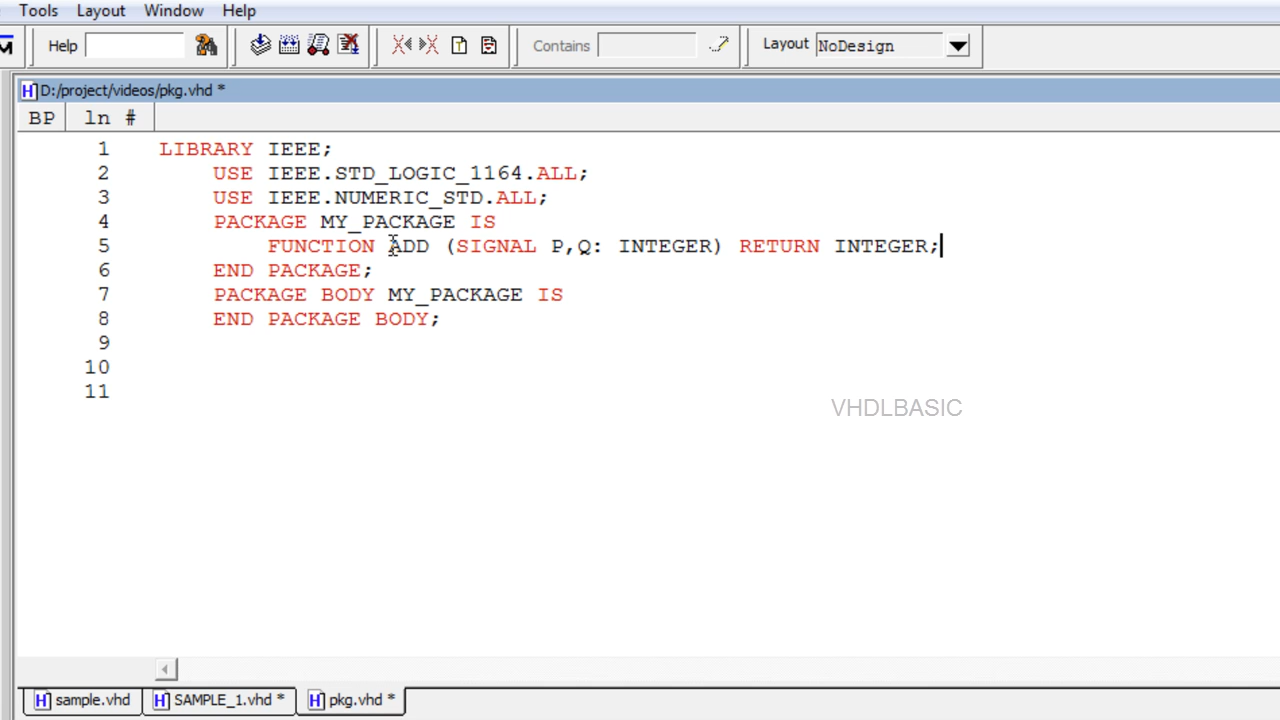 Tools Layout Window Help
Help Contains Layout NoDesign
D:/project/videos/pkg.vhd *
BP ln #
1 LIBRARY IEEE;
2 USE IEEE.STD_LOGIC_1164.ALL;
3 USE IEEE.NUMERIC_STD.ALL;
4 PACKAGE MY_PACKAGE IS
5 FUNCTION ADD (SIGNAL P,Q: INTEGER) RETURN INTEGER;
6 END PACKAGE;
7 PACKAGE BODY MY_PACKAGE IS
8 END PACKAGE BODY;
9
10
11
VHDLBASIC
sample.vhd SAMPLE_1.vhd * pkg.vhd *